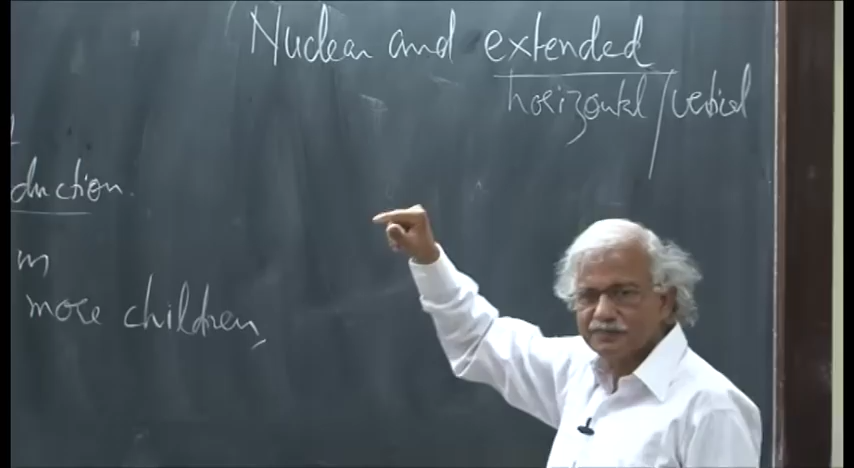 Nuclear and extended
horizontal/vertical
duction.
m
more children,